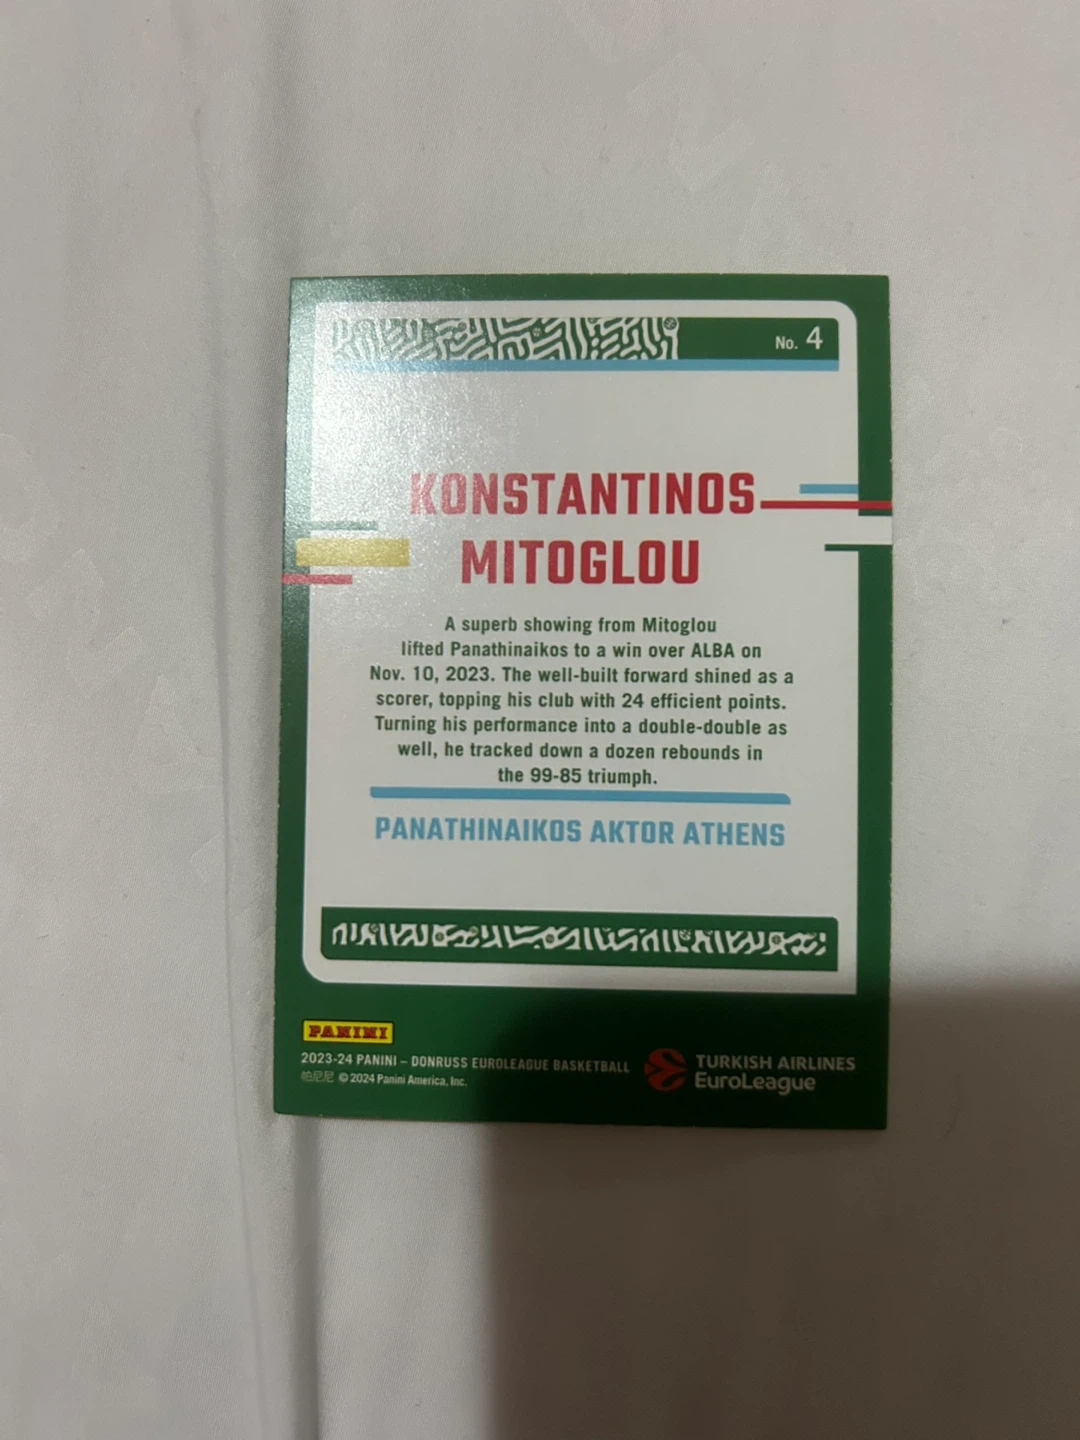 No. 4
KONSTANTINOS
MITOGLOU
A superb showing from Mitoglou
lifted Panathinaikos to a win over ALBA on
Nov. 10, 2023. The well-built forward shined as a
scorer, topping his club with 24 efficient points.
Turning his performance into a double-double as
well, he tracked down a dozen rebounds in
the 99-85 triumph.
PANATHINAIKOS AKTOR ATHENS
PANINI
2023-24 PANINI – DONRUSS EUROLEAGUE BASKETBALL
帕尼尼 © 2024 Panini America, Inc.
TURKISH AIRLINES
EuroLeague